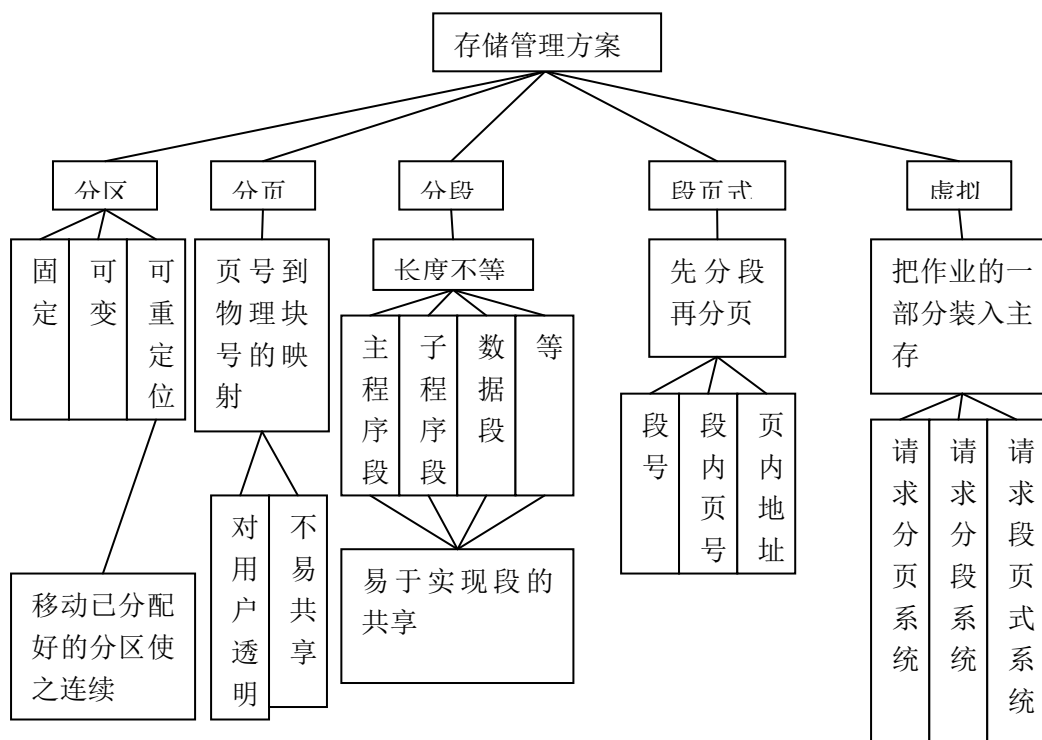 存储管理方案
分区
分页
分段
段页式
虚拟
固定
可变
可重定位
页号到
物理块
号的映
射
长度不等
先分段
再分页
把作业的一
部分装入主
存
主程序段
子程序段
数据段
等
段号
段内页号
页内地址
请求分页系统
请求分段系统
请求段页式系统
对用户透明
不易共享
易于实现段的
共享
移动已分配
好的分区使
之连续